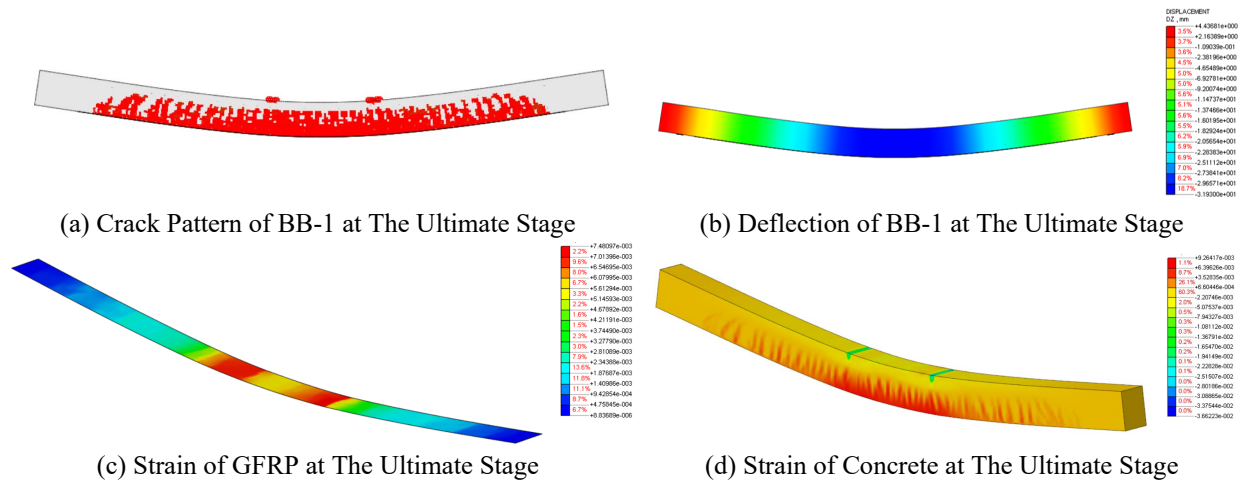 DISPLACEMENT
DZ , mm
+4.43681e+000
3.5%
+2.16389e+000
3.7%
-1.09039e-001
3.6%
-2.38196e+000
4.5%
-4.65489e+000
5.0%
-6.92781e+000
5.0%
-9.20074e+000
5.6%
-1.14737e+001
5.1%
-1.37466e+001
5.6%
-1.60195e+001
5.5%
-1.82924e+001
6.2%
-2.05654e+001
5.9%
-2.28383e+001
6.9%
-2.51112e+001
7.0%
-2.73841e+001
8.2%
-2.96571e+001
18.7%
-3.19300e+001
(a) Crack Pattern of BB-1 at The Ultimate Stage
(b) Deflection of BB-1 at The Ultimate Stage
+7.48097e-003
2.2%
+7.01396e-003
9.6%
+6.54695e-003
8.0%
+6.07995e-003
6.7%
+5.61294e-003
3.3%
+5.14593e-003
2.2%
+4.67892e-003
1.6%
+4.21191e-003
1.5%
+3.74490e-003
2.3%
+3.27790e-003
3.0%
+2.81089e-003
7.9%
+2.34388e-003
13.6%
+1.87687e-003
11.6%
+1.40986e-003
11.1%
+9.42854e-004
8.7%
+4.75845e-004
6.7%
+8.83689e-006
+9.26417e-003
1.1%
+6.39626e-003
8.7%
+3.52835e-003
26.1%
+6.60446e-004
60.3%
-2.20746e-003
2.0%
-5.07537e-003
0.5%
-7.94327e-003
0.3%
-1.08112e-002
0.3%
-1.36791e-002
0.2%
-1.65470e-002
0.2%
-1.94149e-002
0.1%
-2.22828e-002
0.1%
-2.51507e-002
0.0%
-2.80186e-002
0.0%
-3.08865e-002
0.0%
-3.37544e-002
0.0%
-3.66223e-002
(c) Strain of GFRP at The Ultimate Stage
(d) Strain of Concrete at The Ultimate Stage